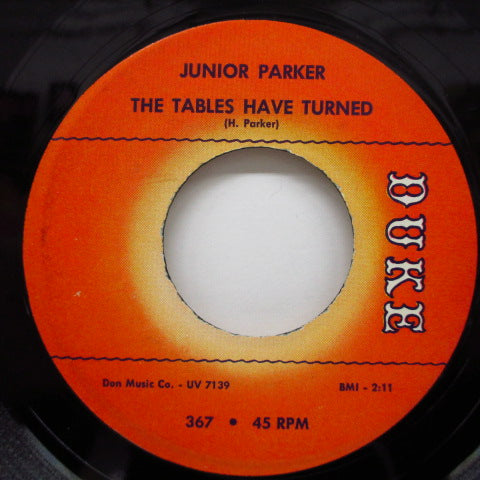 JUNIOR PARKER
THE TABLES HAVE TURNED
(H. Parker)
DUKE
Don Music Co. - UV 7139
BMI - 2:11
367 • 45 RPM